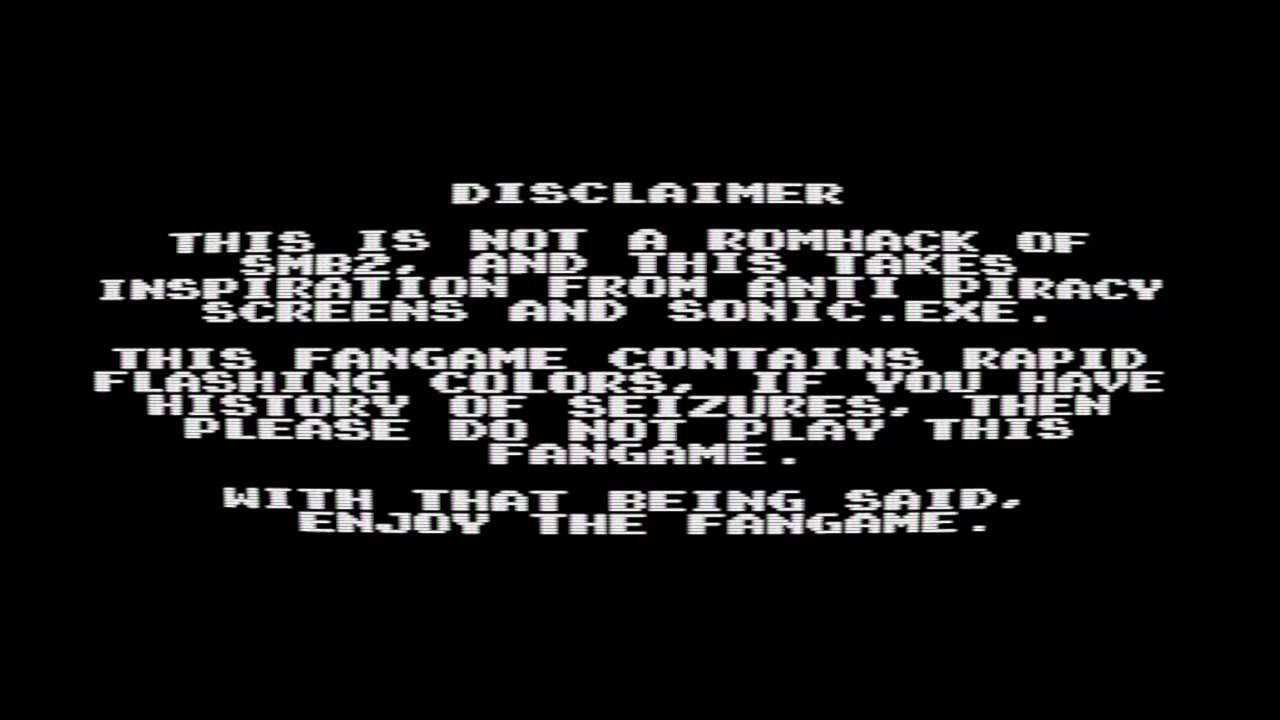 DISCLAIMER
THIS IS NOT A ROMHACK OF
SMB2, AND THIS TAKES
INSPIRATION FROM ANTI PIRACY
SCREENS AND SONIC.EXE.
THIS FANGAME CONTAINS RAPID
FLASHING COLORS, IF YOU HAVE
HISTORY OF SEIZURES, THEN
PLEASE DO NOT PLAY THIS
FANGAME.
WITH THAT BEING SAID,
ENJOY THE FANGAME.